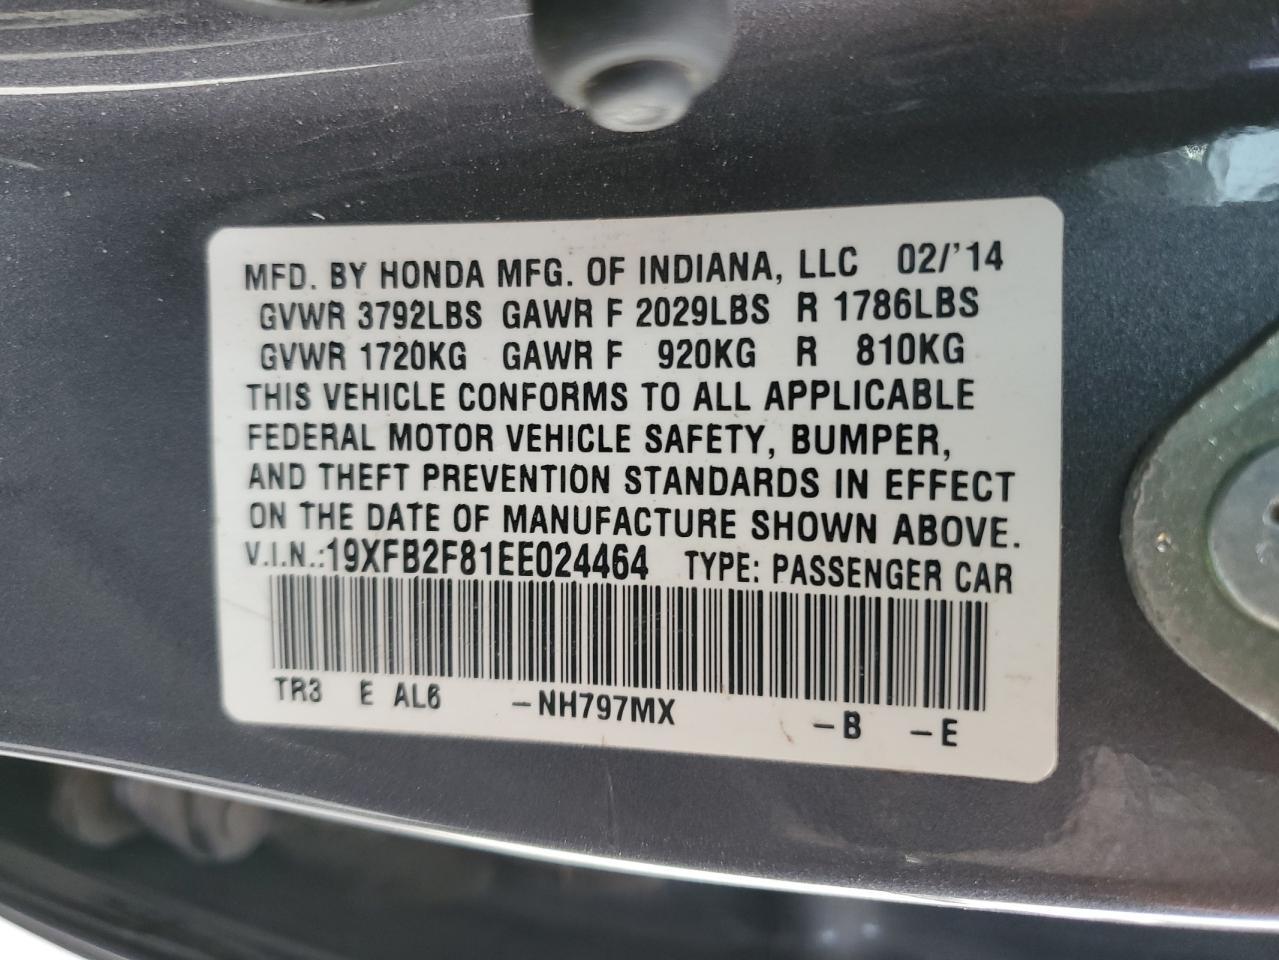 MFD. BY HONDA MFG. OF INDIANA, LLC 02/'14
GVWR 3792LBS GAWR F 2029LBS R 1786LBS
GVWR 1720KG GAWR F 920KG R 810KG
THIS VEHICLE CONFORMS TO ALL APPLICABLE
FEDERAL MOTOR VEHICLE SAFETY, BUMPER,
AND THEFT PREVENTION STANDARDS IN EFFECT
ON THE DATE OF MANUFACTURE SHOWN ABOVE.
V.I.N.:19XFB2F81EE024464 TYPE: PASSENGER CAR
TR3 E AL6 -NH797MX -B -E